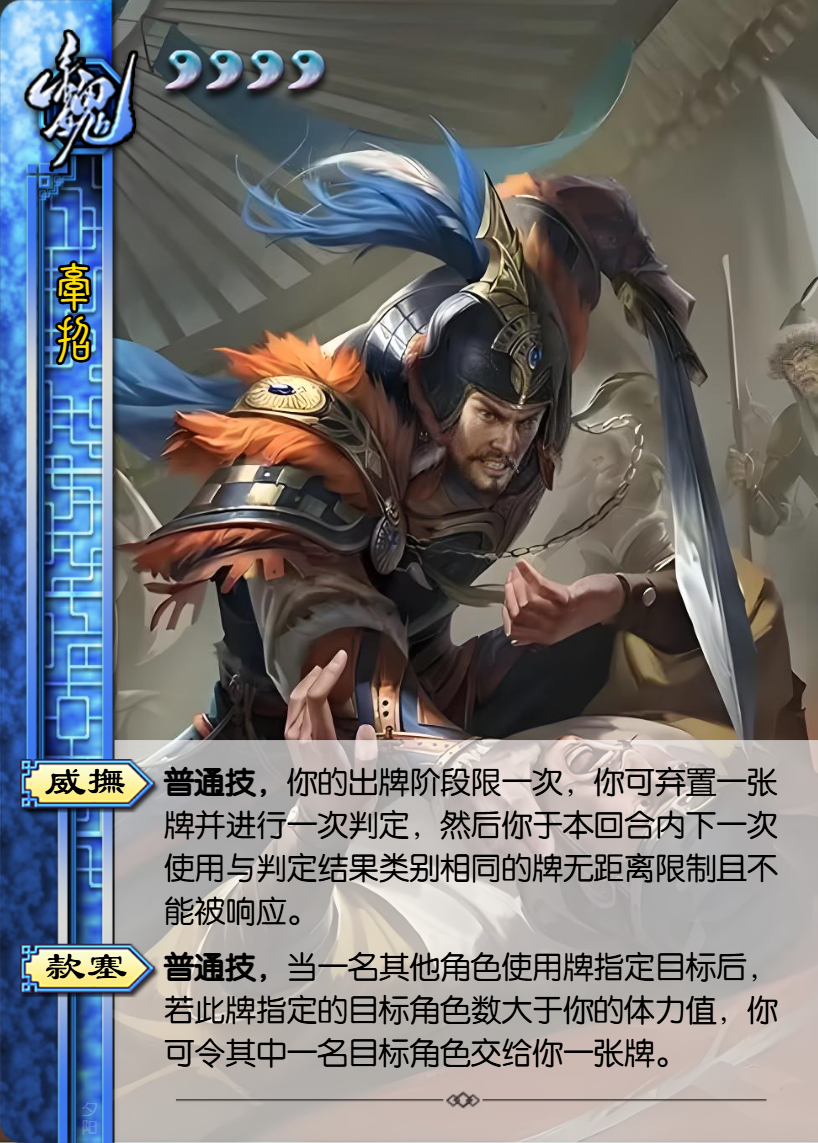 魏
牽招
威撫
普通技，你的出牌阶段限一次，你可弃置一张
牌并进行一次判定，然后你于本回合内下一次
使用与判定结果类别相同的牌无距离限制且不
能被响应。
款塞
普通技，当一名其他角色使用牌指定目标后，
若此牌指定的目标角色数大于你的体力值，你
可令其中一名目标角色交给你一张牌。
夕阳